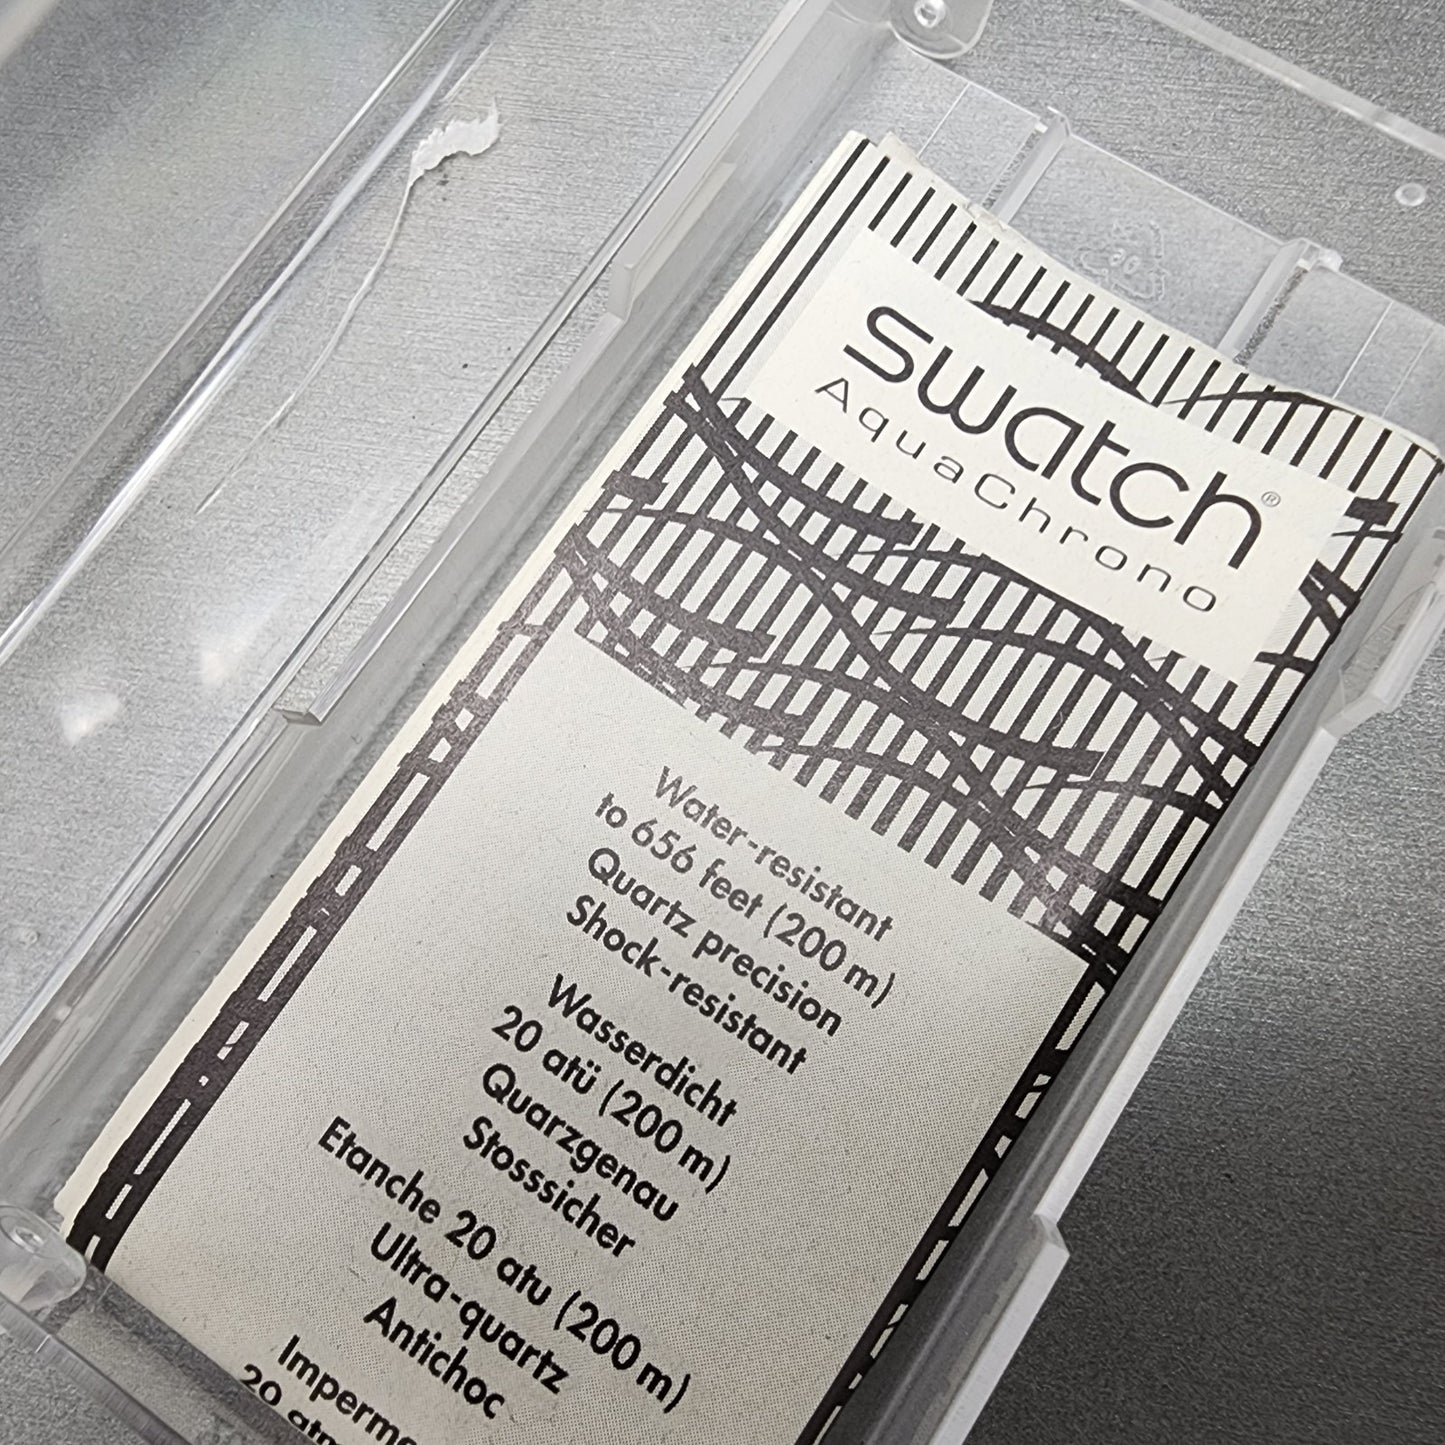 swatch®
AquaChrono
Water-resistant
to 656 feet (200 m)
Quartz precision
Shock-resistant
Wasserdicht
20 atü (200 m)
Quarzgenau
Stosssicher
Etanche 20 atu (200 m)
Ultra-quartz
Antichoc
20